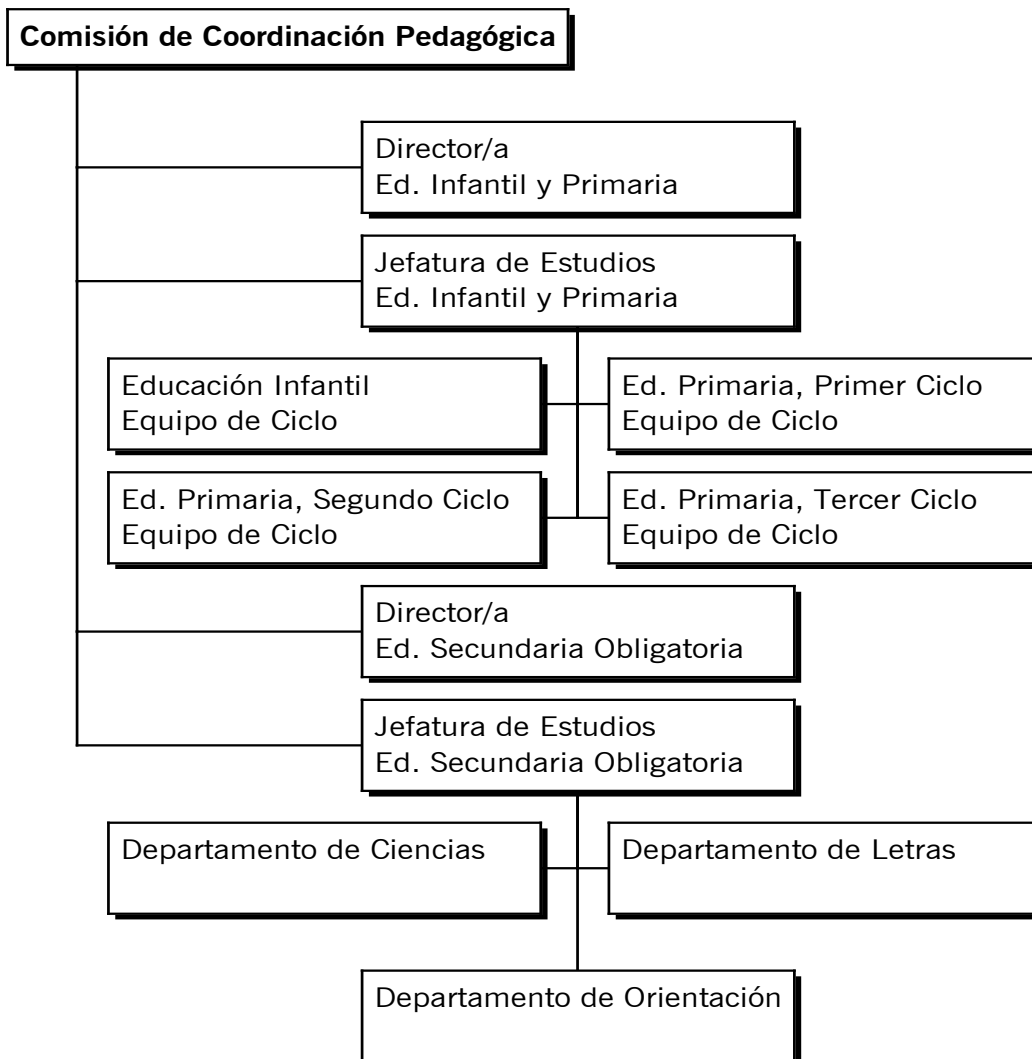 Comisión de Coordinación Pedagógica
Director/a
Ed. Infantil y Primaria
Jefatura de Estudios
Ed. Infantil y Primaria
Educación Infantil
Equipo de Ciclo
Ed. Primaria, Primer Ciclo
Equipo de Ciclo
Ed. Primaria, Segundo Ciclo
Equipo de Ciclo
Ed. Primaria, Tercer Ciclo
Equipo de Ciclo
Director/a
Ed. Secundaria Obligatoria
Jefatura de Estudios
Ed. Secundaria Obligatoria
Departamento de Ciencias
Departamento de Letras
Departamento de Orientación